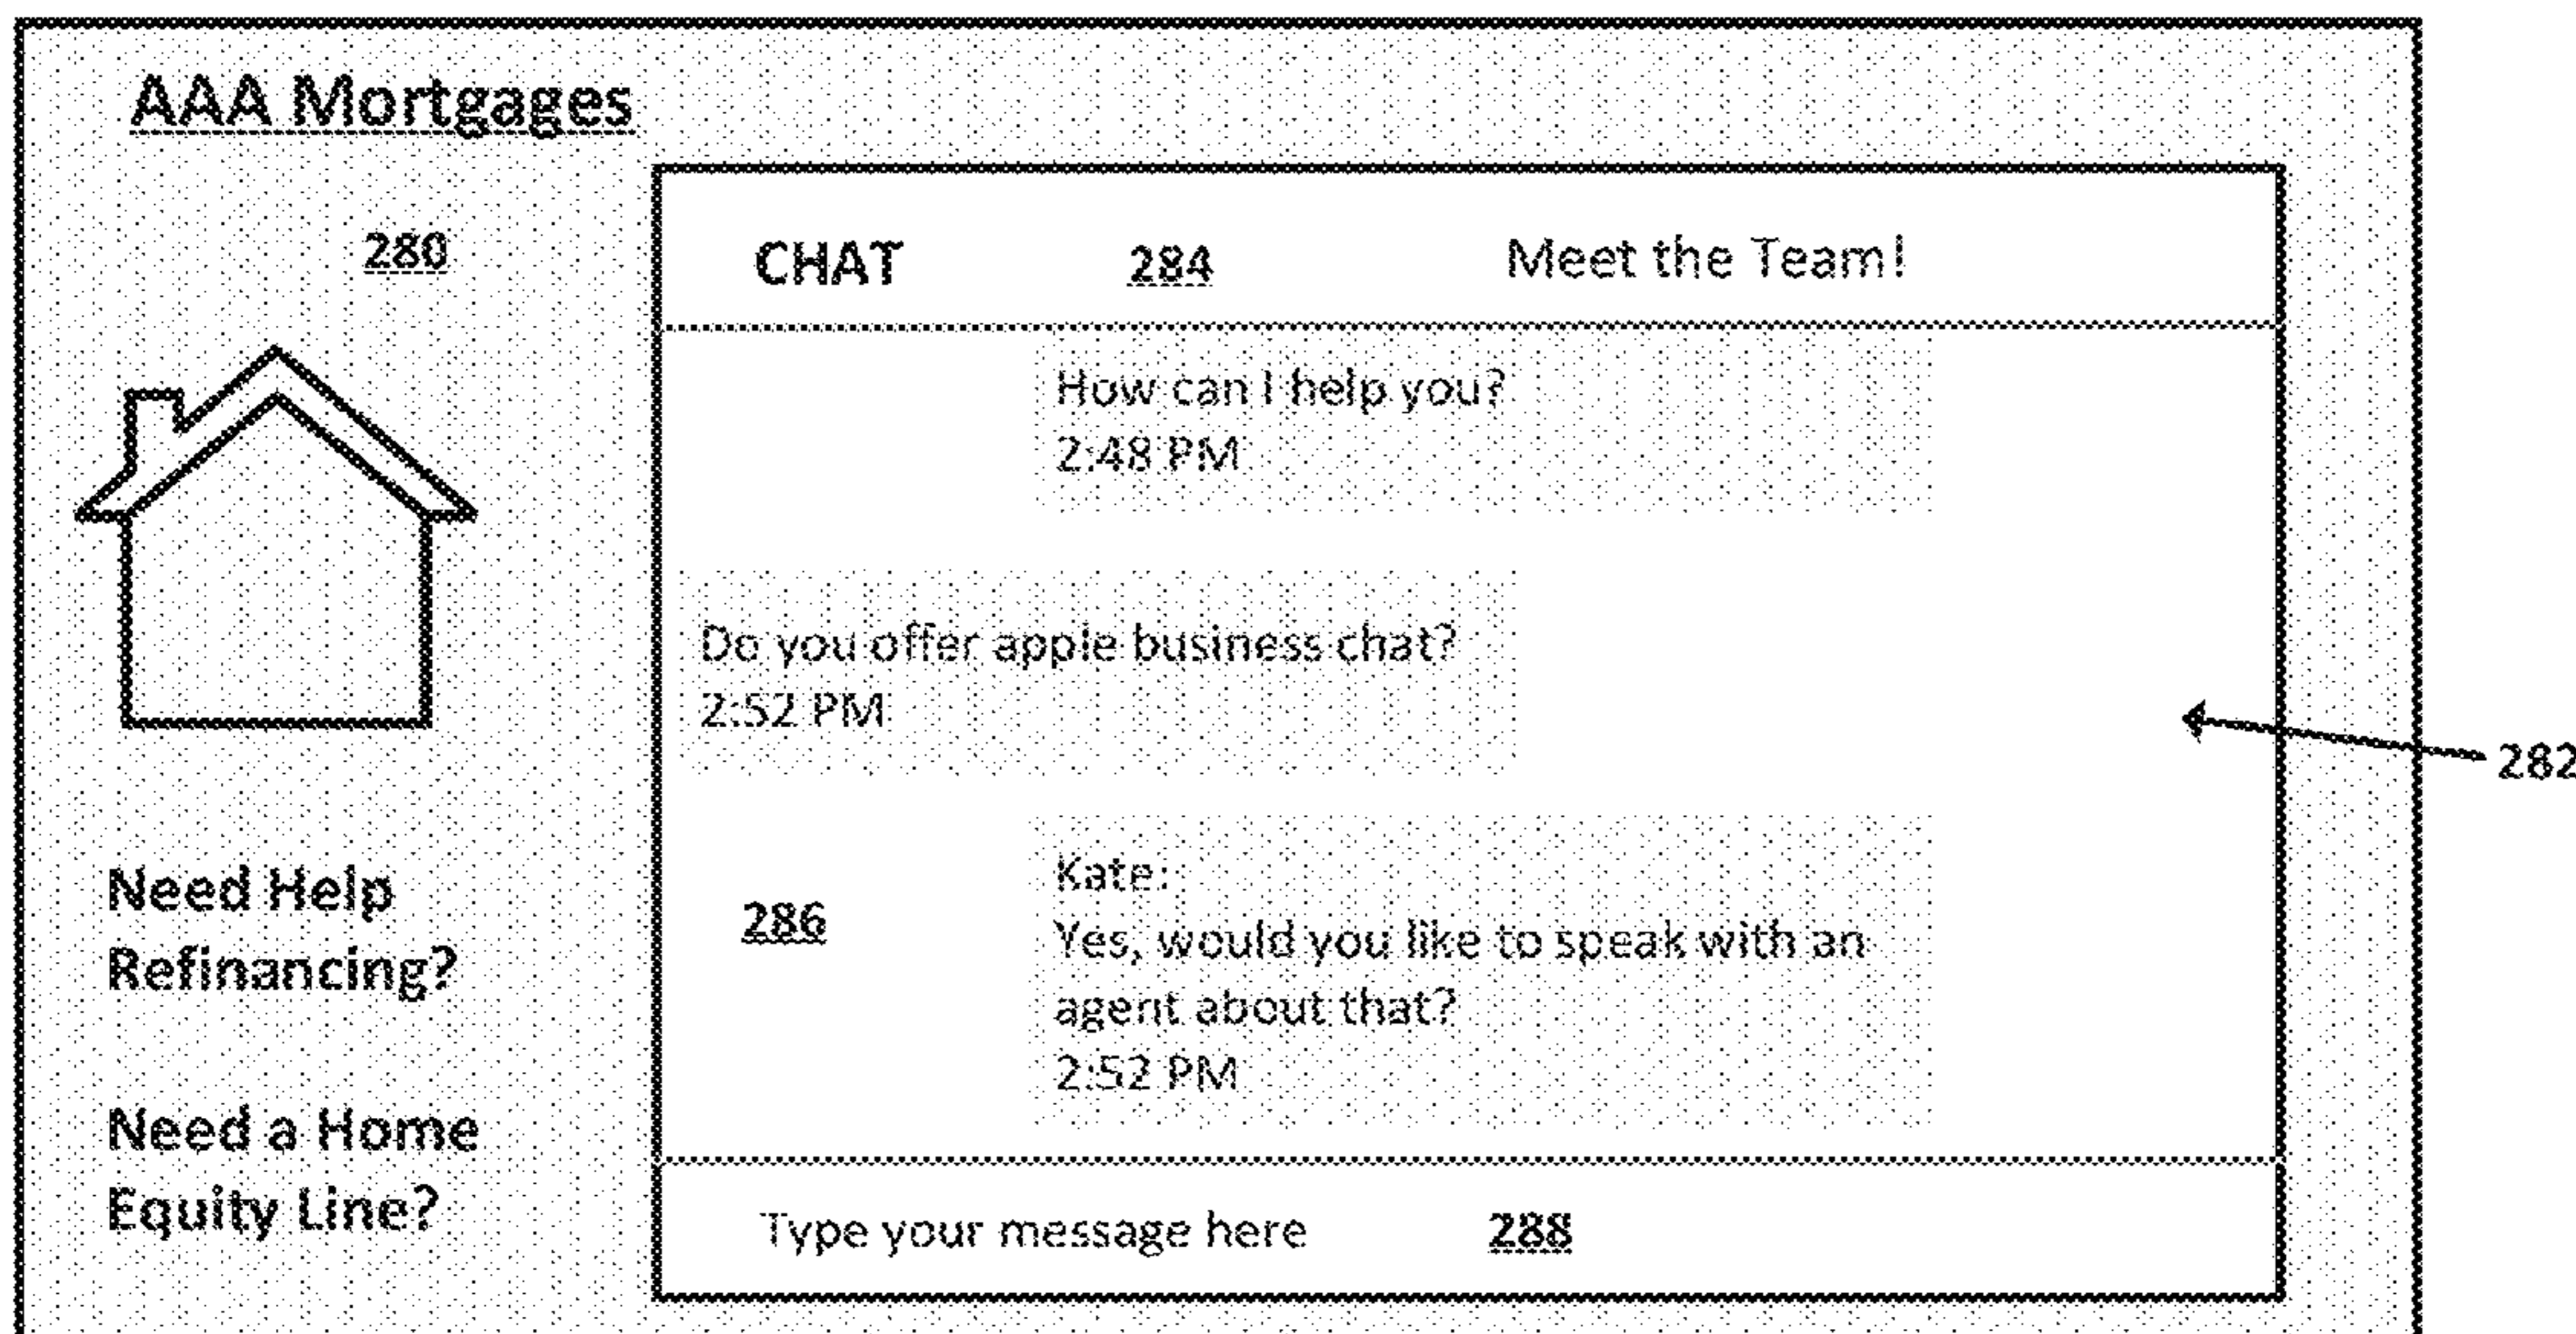 AAA Mortgages
280
CHAT 284 Meet the Team!
How can I help you?
2:48 PM
Do you offer apple business chat?
2:52 PM
282
286
Kate:
Yes, would you like to speak with an
agent about that?
2:52 PM
Need Help
Refinancing?
Need a Home
Equity Line?
Type your message here 288